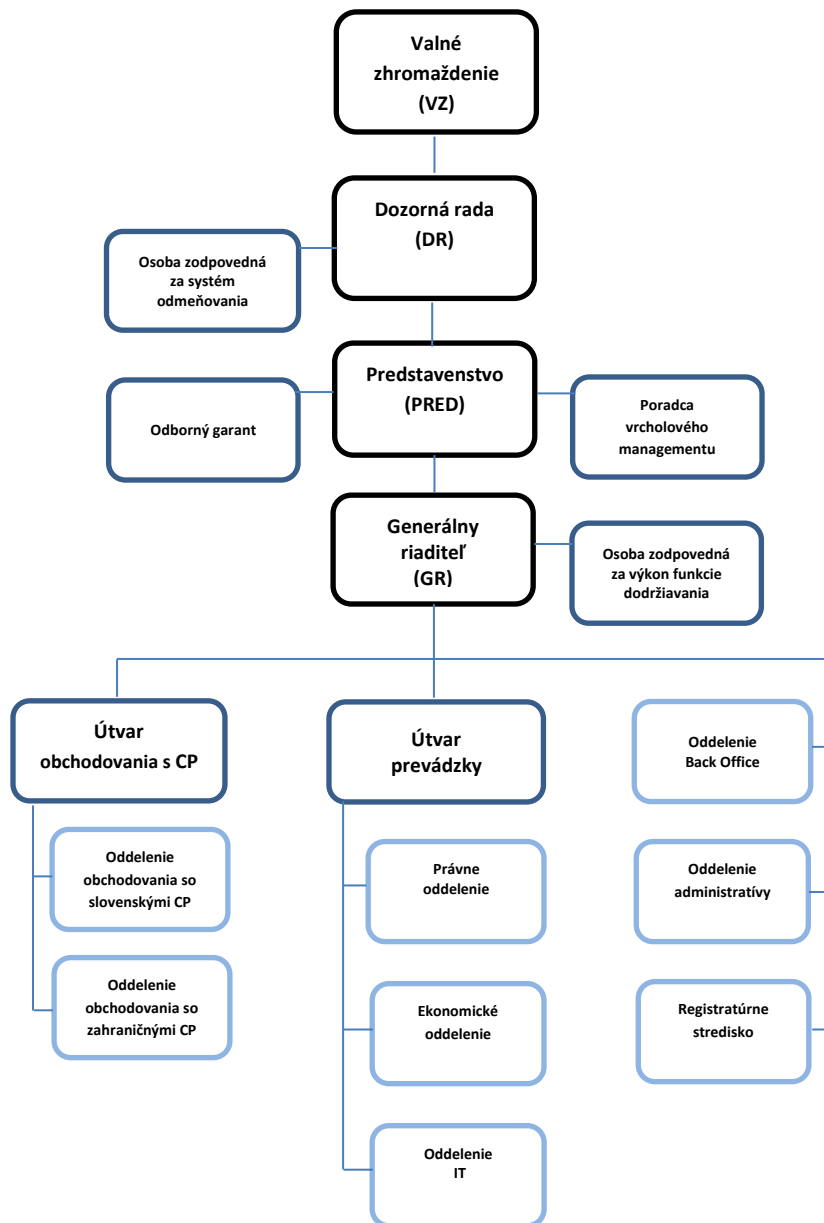 Valné
zhromaždenie
(VZ)
Dozorná rada
(DR)
Osoba zodpovedná
za systém
odmeňovania
Predstavenstvo
(PRED)
Odborný garant
Poradca
vrcholového
managementu
Generálny
riaditeľ
(GR)
Osoba zodpovedná
za výkon funkcie
dodržiavania
Útvar
obchodovania s CP
Útvar
prevádzky
Oddelenie
Back Office
Oddelenie
obchodovania so
slovenskými CP
Právne
oddelenie
Oddelenie
administratívy
Oddelenie
obchodovania so
zahraničnými CP
Ekonomické
oddelenie
Registratúrne
stredisko
Oddelenie
IT